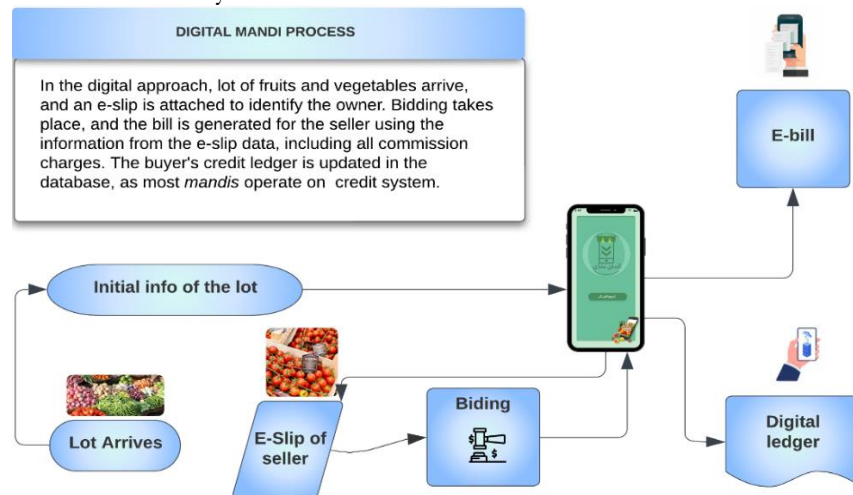 DIGITAL MANDI PROCESS
In the digital approach, lot of fruits and vegetables arrive,
and an e-slip is attached to identify the owner. Bidding takes
place, and the bill is generated for the seller using the
information from the e-slip data, including all commission
charges. The buyer's credit ledger is updated in the
database, as most mandis operate on credit system.
E-bill
Initial info of the lot
Lot Arrives
E-Slip of
seller
Biding
$
$
Digital
ledger